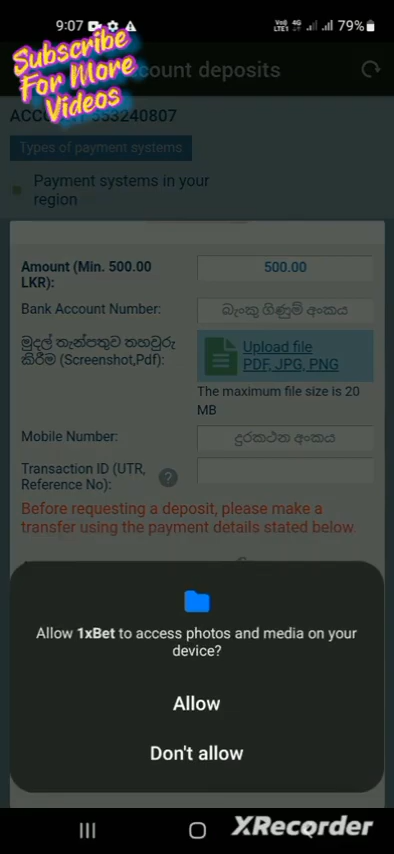 9:07
Vo)) 4G
LTE1
79%
Subscribe
For More
Videos
count deposits
553240807
Types of payment systems
Payment systems in your
region
Amount (Min. 500.00
LKR):
500.00
Bank Account Number:
බැංකු ගිණුම් අංකය
මුදල් තැන්පතුව තහවුරු
කිරීම (Screenshot,Pdf):
Upload file
PDF, JPG, PNG
The maximum file size is 20
MB
Mobile Number:
දුරකථන අංකය
Transaction ID (UTR,
Reference No):
?
Before requesting a deposit, please make a
transfer using the payment details stated below.
Allow 1xBet to access photos and media on your
device?
Allow
Don't allow
XRecorder